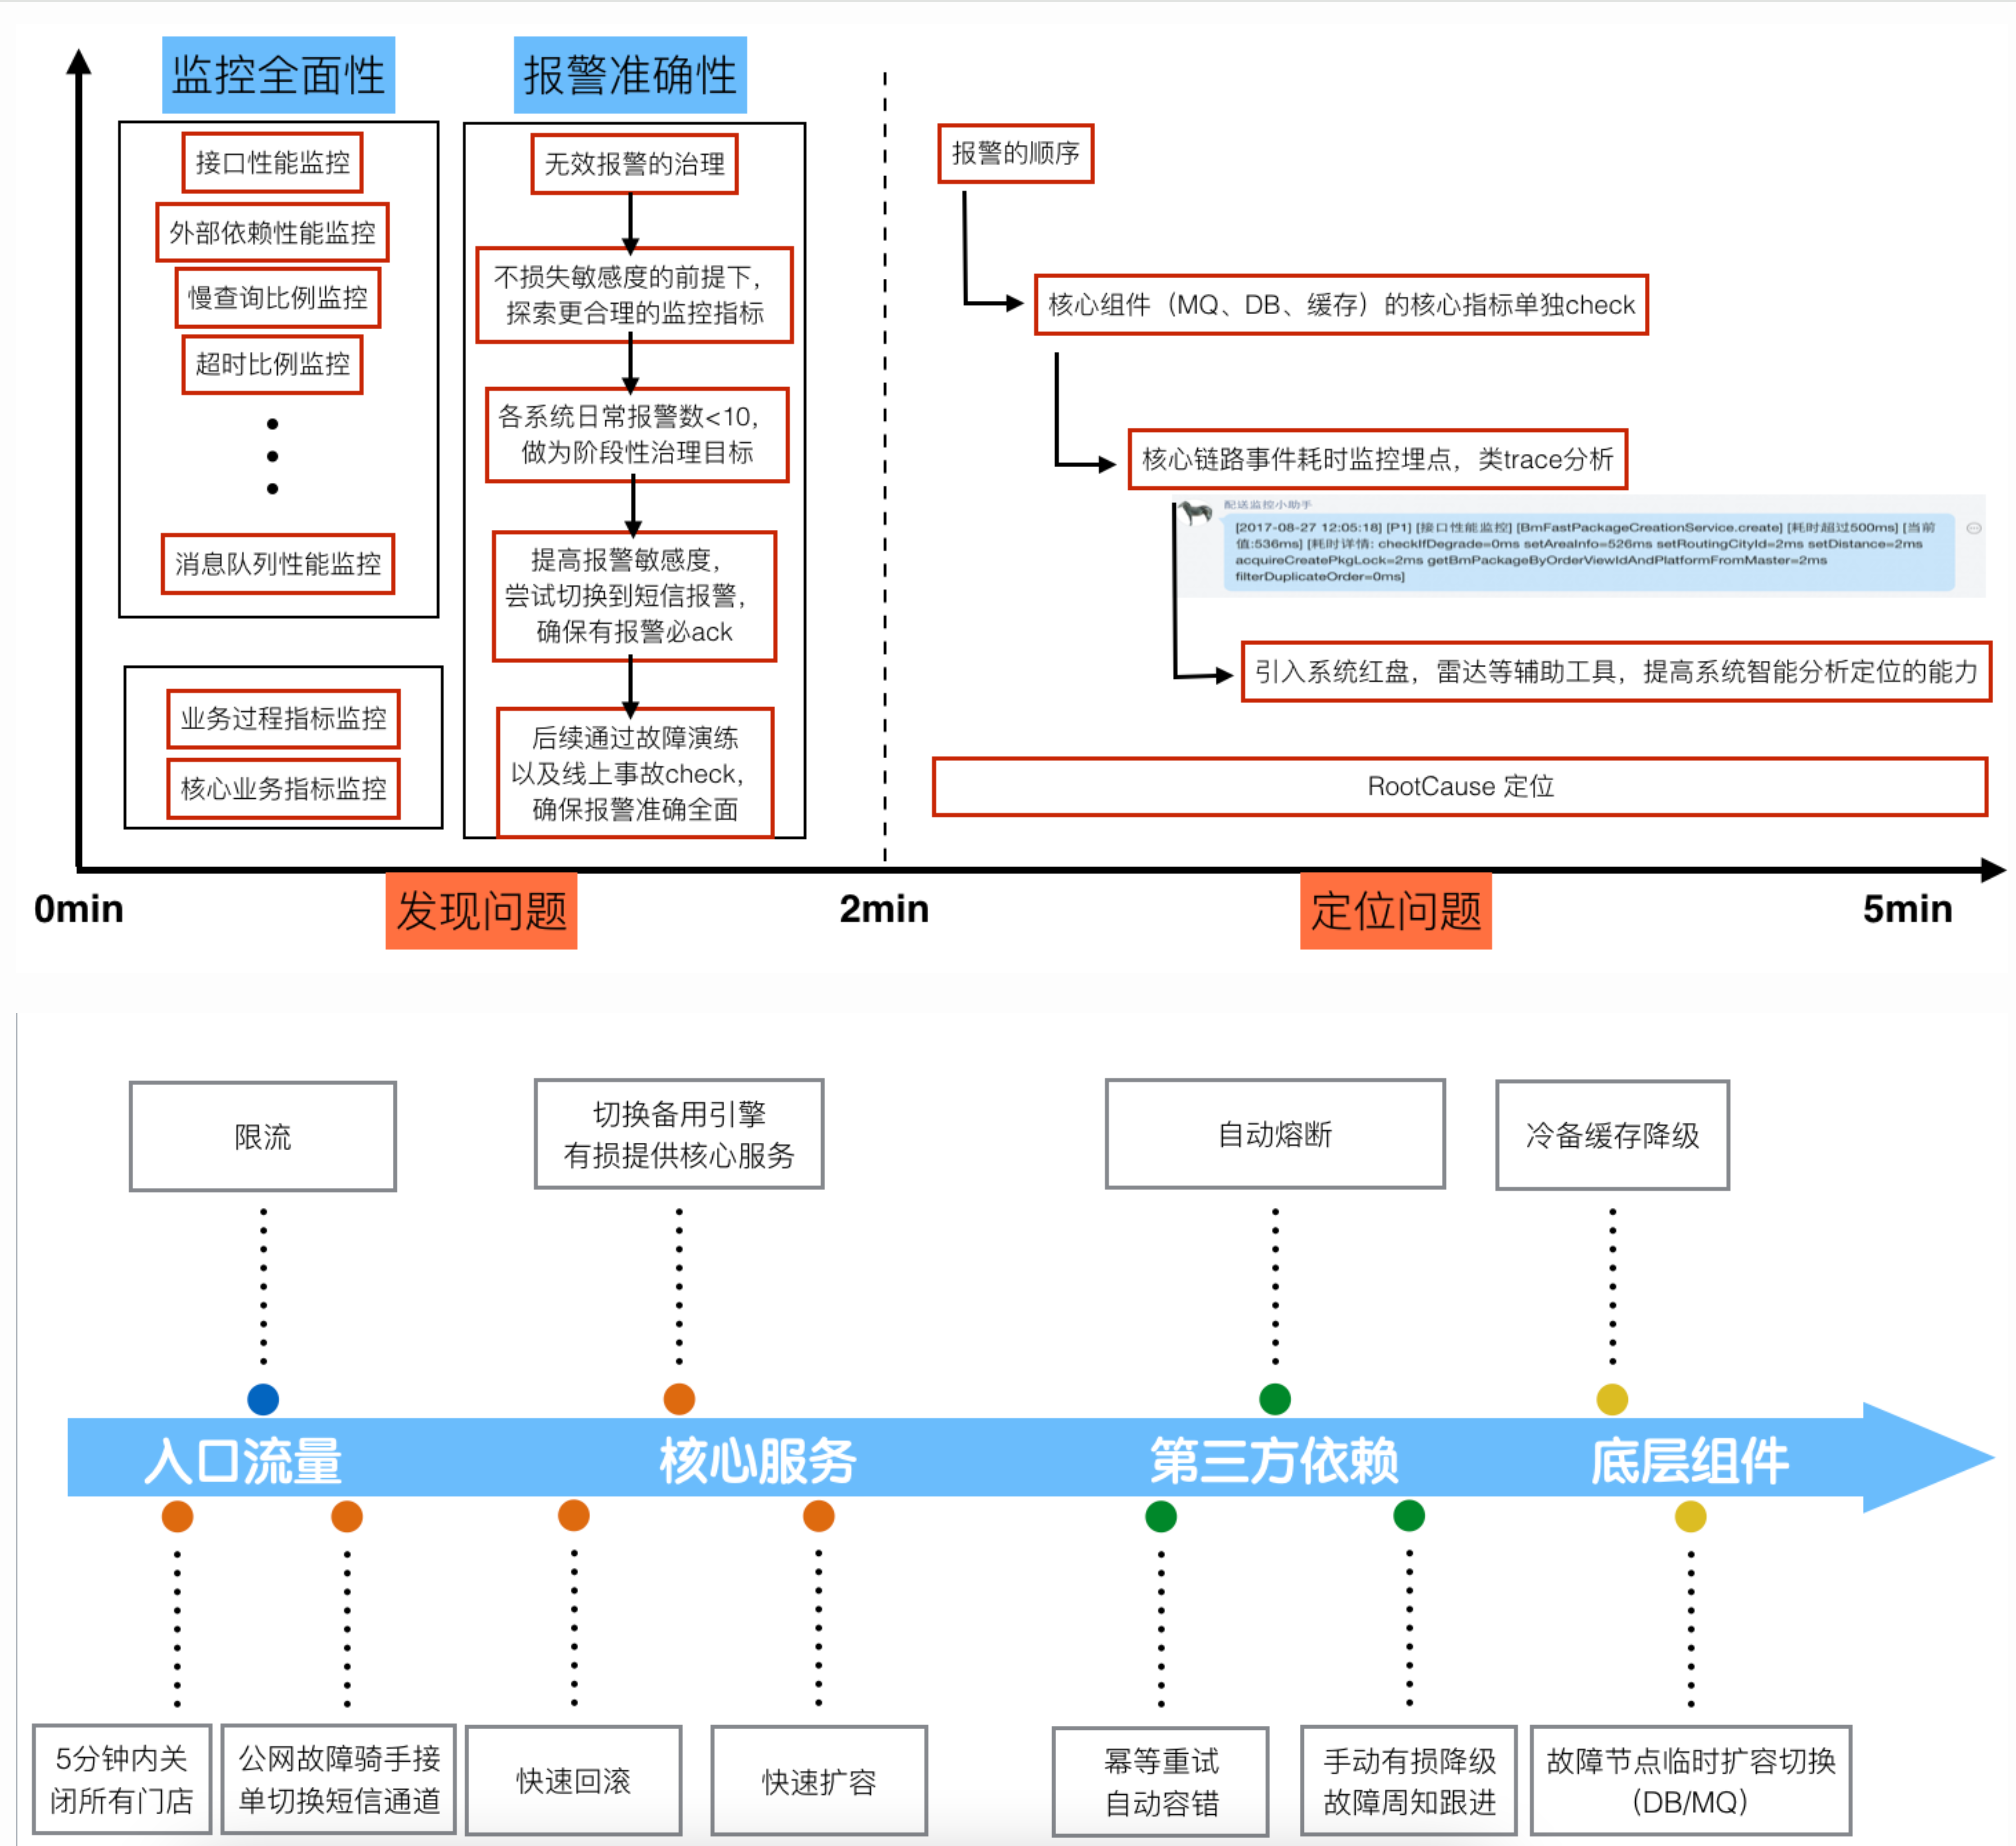 监控全面性
报警准确性
接口性能监控
外部依赖性能监控
慢查询比例监控
超时比例监控
消息队列性能监控
业务过程指标监控
核心业务指标监控
无效报警的治理
不损失敏感度的前提下，
探索更合理的监控指标
各系统日常报警数<10，
做为阶段性治理目标
提高报警敏感度，
尝试切换到短信报警，
确保有报警必ack
后续通过故障演练
以及线上事故check，
确保报警准确全面
报警的顺序
核心组件（MQ、DB、缓存）的核心指标单独check
核心链路事件耗时监控埋点，类trace分析
配送监控小助手
[2017-08-27 12:05:18] [P1] [接口性能监控] [BmFastPackageCreationService.create] [耗时超过500ms] [当前
值:536ms] [耗时详情: checkIfDegrade=0ms setAreaInfo=526ms setRoutingCityId=2ms setDistance=2ms
acquireCreatePkgLock=2ms getBmPackageByOrderViewIdAndPlatformFromMaster=2ms
filterDuplicateOrder=0ms]
引入系统红盘，雷达等辅助工具，提高系统智能分析定位的能力
RootCause 定位
0min
发现问题
2min
定位问题
5min
限流
切换备用引擎
有损提供核心服务
自动熔断
冷备缓存降级
入口流量
核心服务
第三方依赖
底层组件
5分钟内关
闭所有门店
公网故障骑手接
单切换短信通道
快速回滚
快速扩容
幂等重试
自动容错
手动有损降级
故障周知跟进
故障节点临时扩容切换
（DB/MQ）